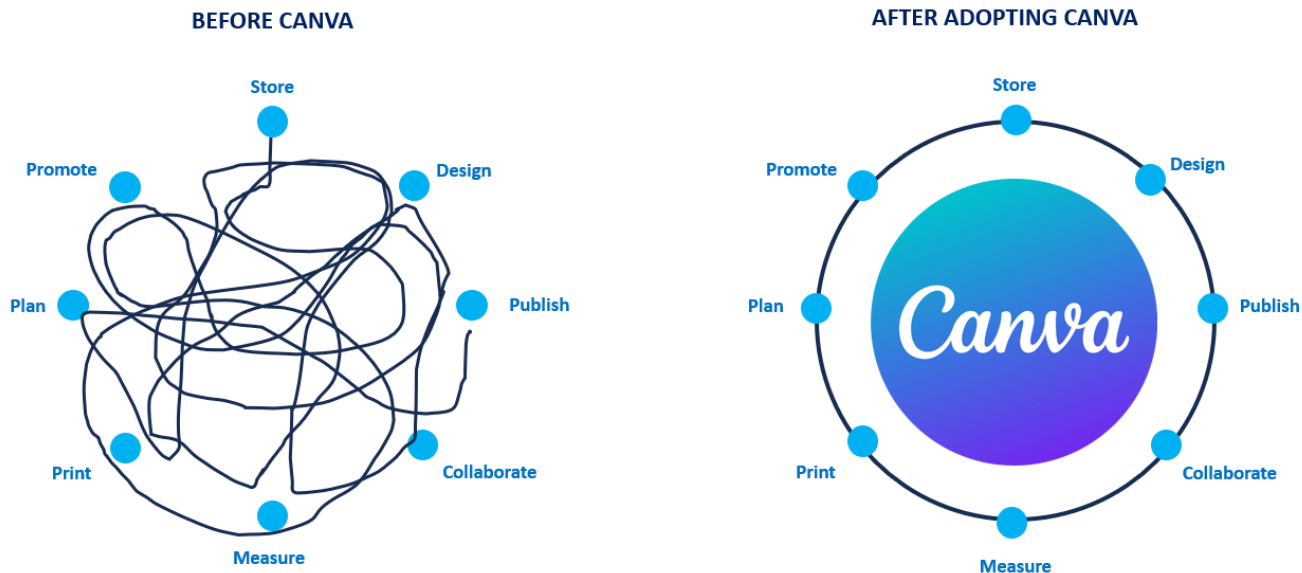 BEFORE CANVA
Store
Promote
Design
Plan
Publish
Print
Collaborate
Measure
AFTER ADOPTING CANVA
Store
Promote
Design
Plan
Canva
Publish
Print
Collaborate
Measure